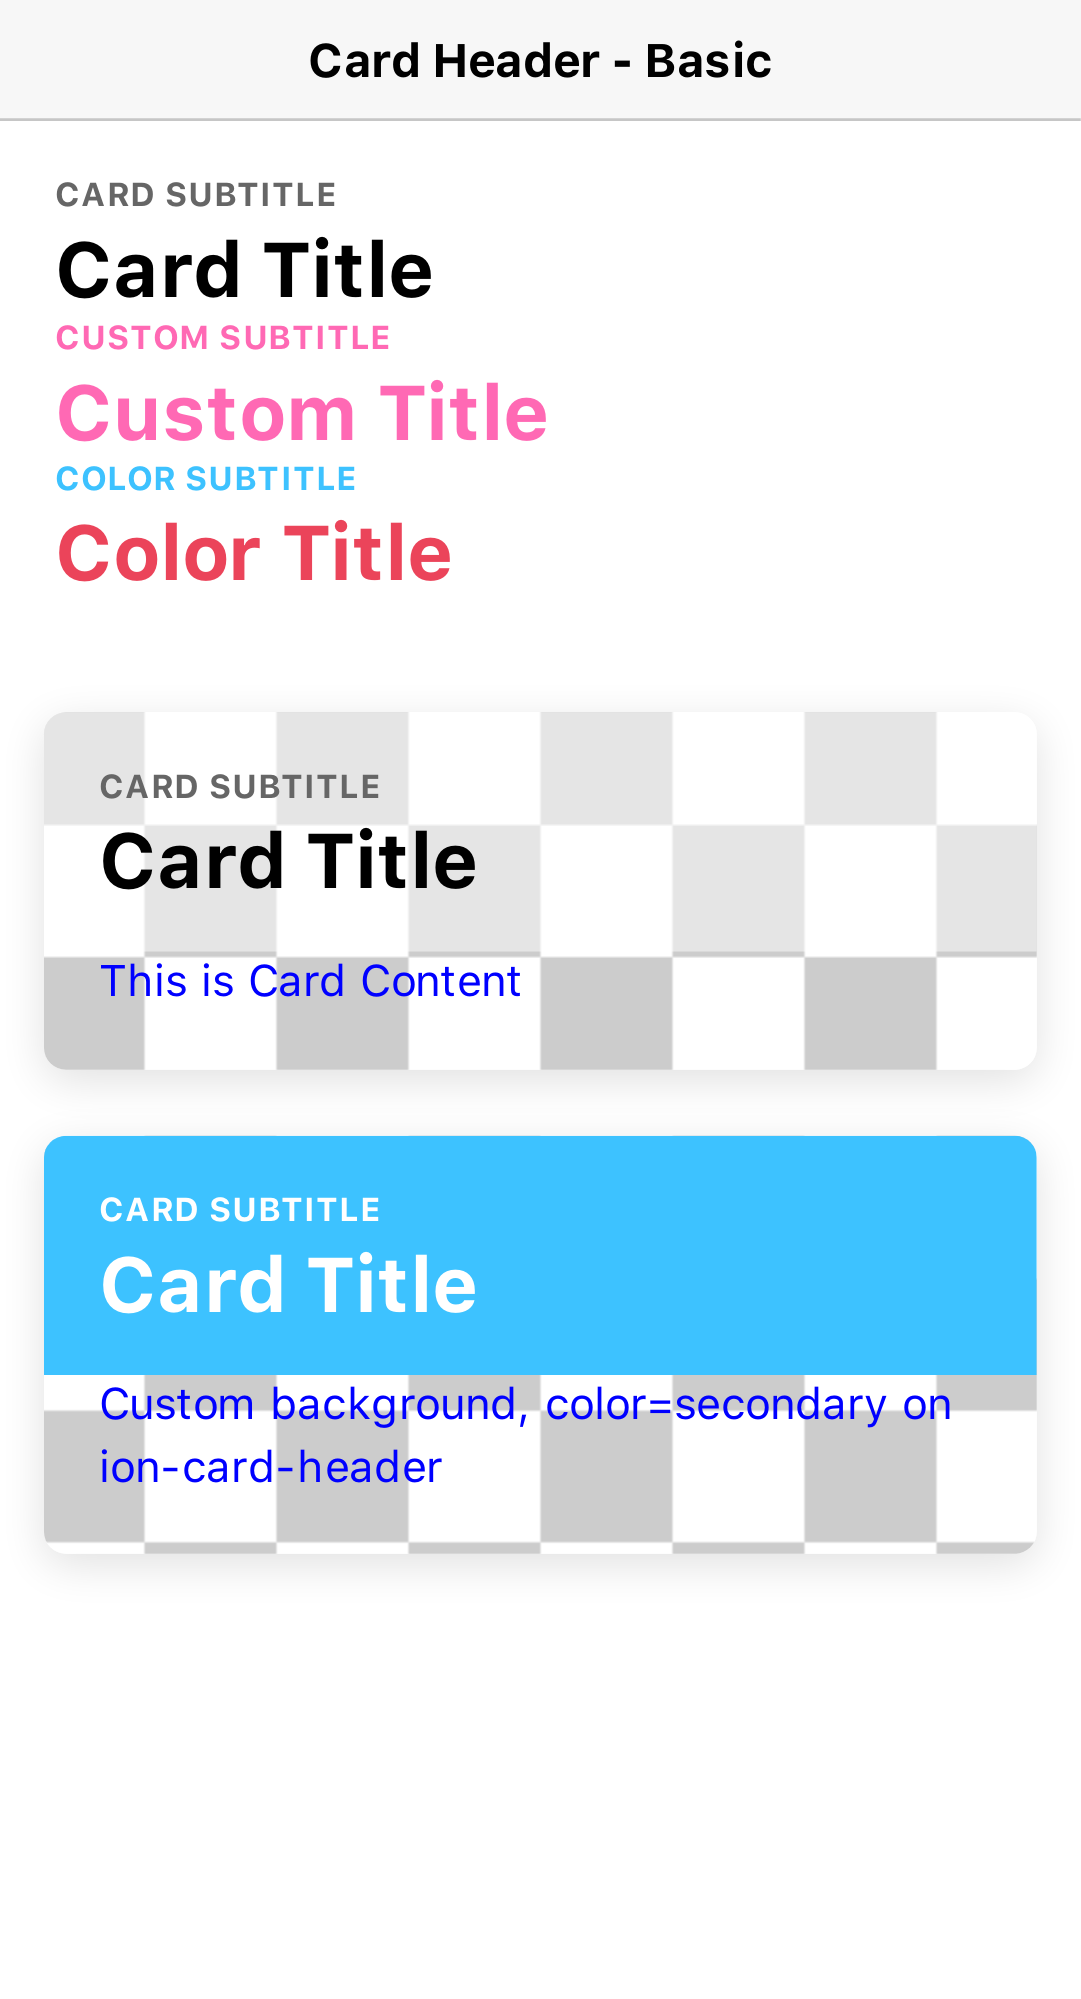 Card Header - Basic
CARD SUBTITLE
Card Title
CUSTOM SUBTITLE
Custom Title
COLOR SUBTITLE
Color Title
CARD SUBTITLE
Card Title
This is Card Content
CARD SUBTITLE
Card Title
Custom background, color=secondary on
ion-card-header